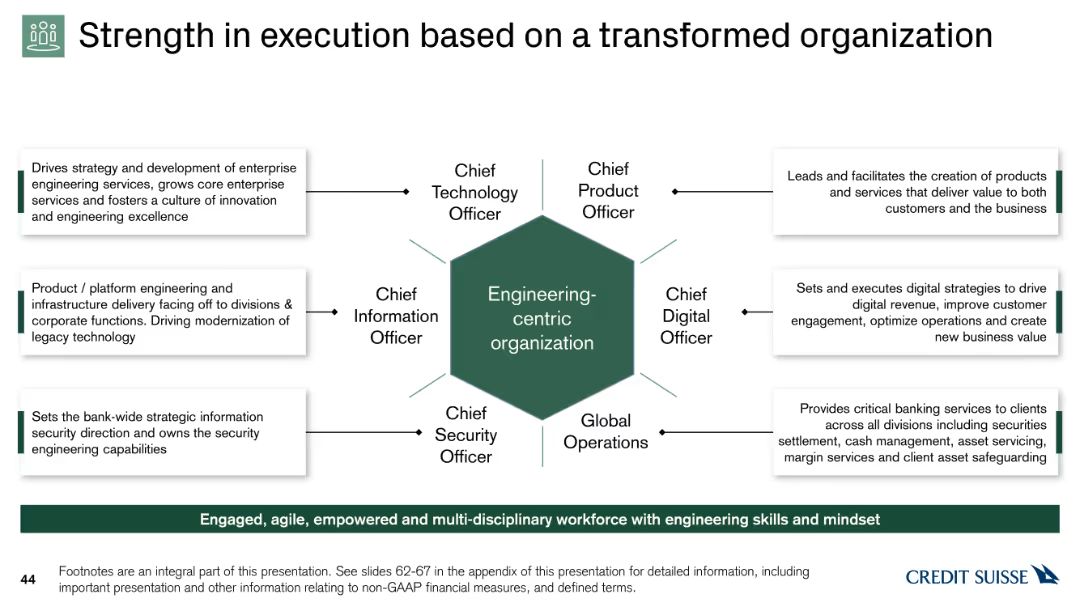 Strength in execution based on a transformed organization
Drives strategy and development of enterprise
engineering services, grows core enterprise
services and fosters a culture of innovation
and engineering excellence
Chief
Technology
Officer
Chief
Product
Officer
Leads and facilitates the creation of products
and services that deliver value to both
customers and the business
Product / platform engineering and
infrastructure delivery facing off to divisions &
corporate functions. Driving modernization of
legacy technology
Chief
Information
Officer
Engineering-
centric
organization
Chief
Digital
Officer
Sets and executes digital strategies to drive
digital revenue, improve customer
engagement, optimize operations and create
new business value
Sets the bank-wide strategic information
security direction and owns the security
engineering capabilities
Chief
Security
Officer
Global
Operations
Provides critical banking services to clients
across all divisions including securities
settlement, cash management, asset servicing,
margin services and client asset safeguarding
Engaged, agile, empowered and multi-disciplinary workforce with engineering skills and mindset
44
Footnotes are an integral part of this presentation. See slides 62-67 in the appendix of this presentation for detailed information, including
important presentation and other information relating to non-GAAP financial measures, and defined terms.
CREDIT SUISSE